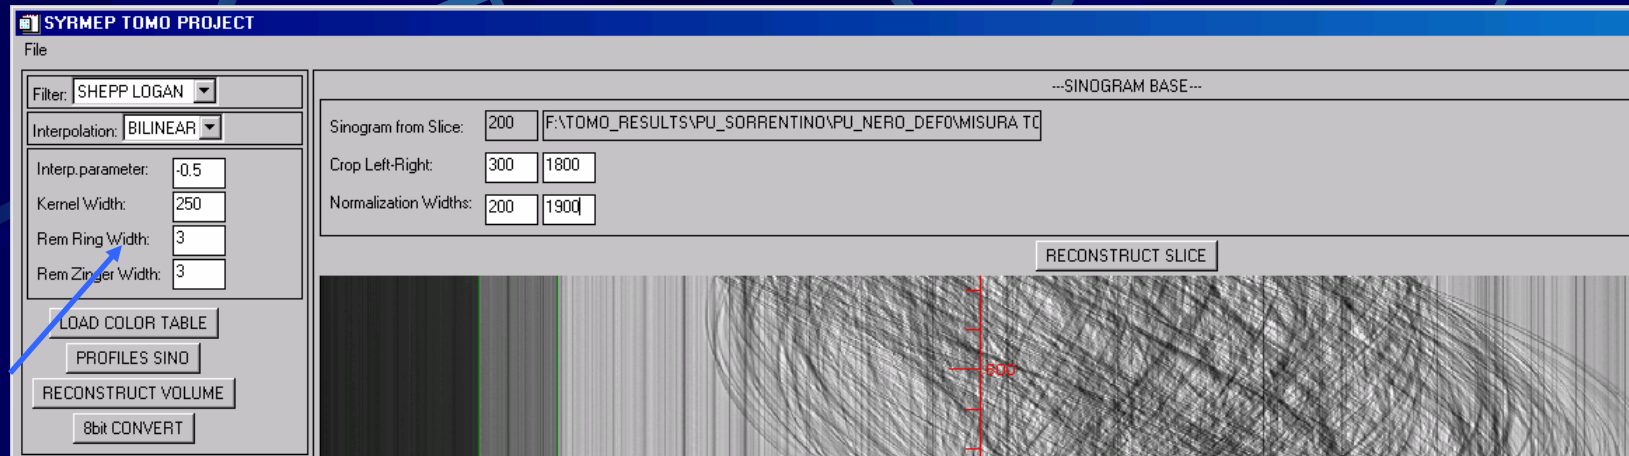 SYRMEP TOMO PROJECT
File
Filter: SHEPP LOGAN
Interpolation: BILINEAR
Interp.parameter: -0.5
Kernel Width: 250
Rem Ring Width: 3
Rem Zinger Width: 3
LOAD COLOR TABLE
PROFILES SINO
RECONSTRUCT VOLUME
8bit CONVERT
---SINOGRAM BASE---
Sinogram from Slice: 200 F:\TOMO_RESULTS\PU_SORRENTINO\PU_NERO_DEF0\MISURA TO
Crop Left-Right: 300 1800
Normalization Widths: 200 1900
RECONSTRUCT SLICE
800